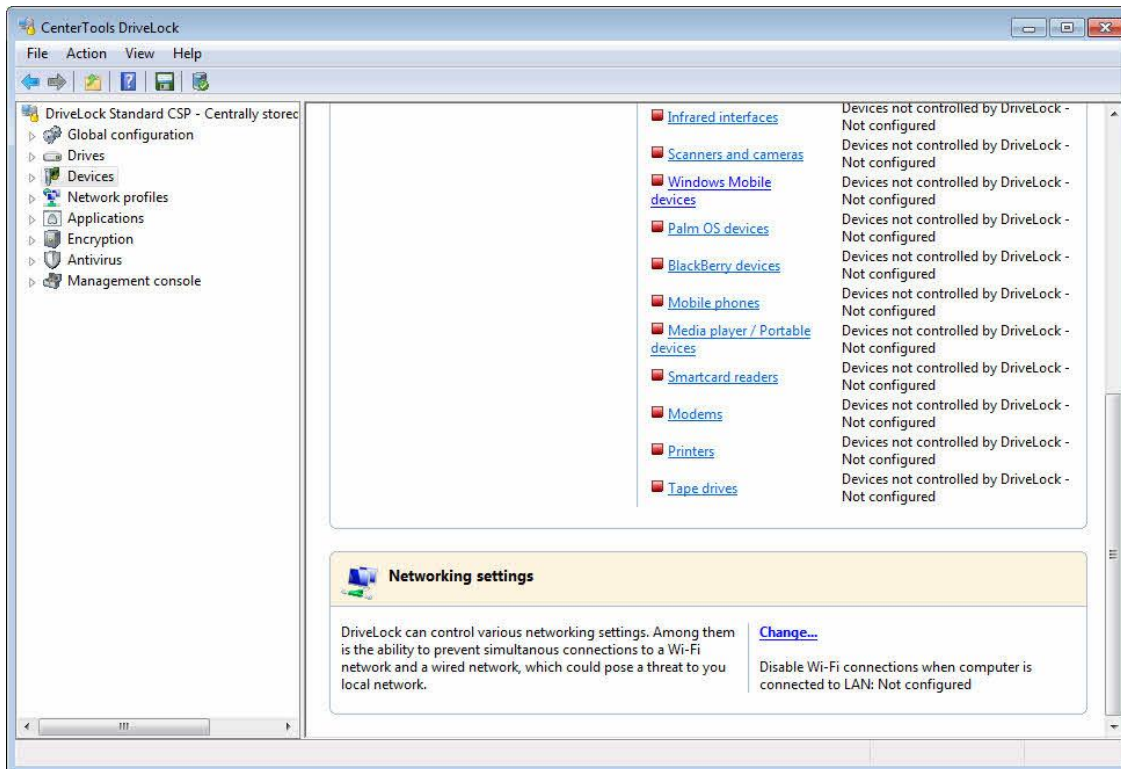 CenterTools DriveLock
File Action View Help
DriveLock Standard CSP - Centrally storec
Global configuration
Drives
Devices
Network profiles
Applications
Encryption
Antivirus
Management console
Infrared interfaces
Devices not controlled by DriveLock -
Not configured
Scanners and cameras
Devices not controlled by DriveLock -
Not configured
Windows Mobile
devices
Devices not controlled by DriveLock -
Not configured
Palm OS devices
Devices not controlled by DriveLock -
Not configured
BlackBerry devices
Devices not controlled by DriveLock -
Not configured
Mobile phones
Devices not controlled by DriveLock -
Not configured
Media player / Portable
devices
Devices not controlled by DriveLock -
Not configured
Smartcard readers
Devices not controlled by DriveLock -
Not configured
Modems
Devices not controlled by DriveLock -
Not configured
Printers
Devices not controlled by DriveLock -
Not configured
Tape drives
Devices not controlled by DriveLock -
Not configured
Networking settings
DriveLock can control various networking settings. Among them
is the ability to prevent simultanous connections to a Wi-Fi
network and a wired network, which could pose a threat to you
local network.
Change...
Disable Wi-Fi connections when computer is
connected to LAN: Not configured